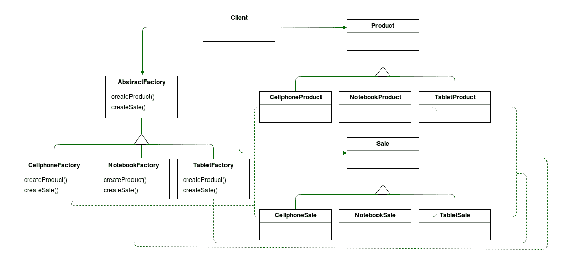 Client
Product
AbstractFactory
createProduct()
createSale()
CellphoneProduct
NotebookProduct
TabletProduct
Sale
CellphoneFactory
createProduct()
createSale()
NotebookFactory
createProduct()
createSale()
TabletFactory
createProduct()
createSale()
CellphoneSale
NotebookSale
TabletSale